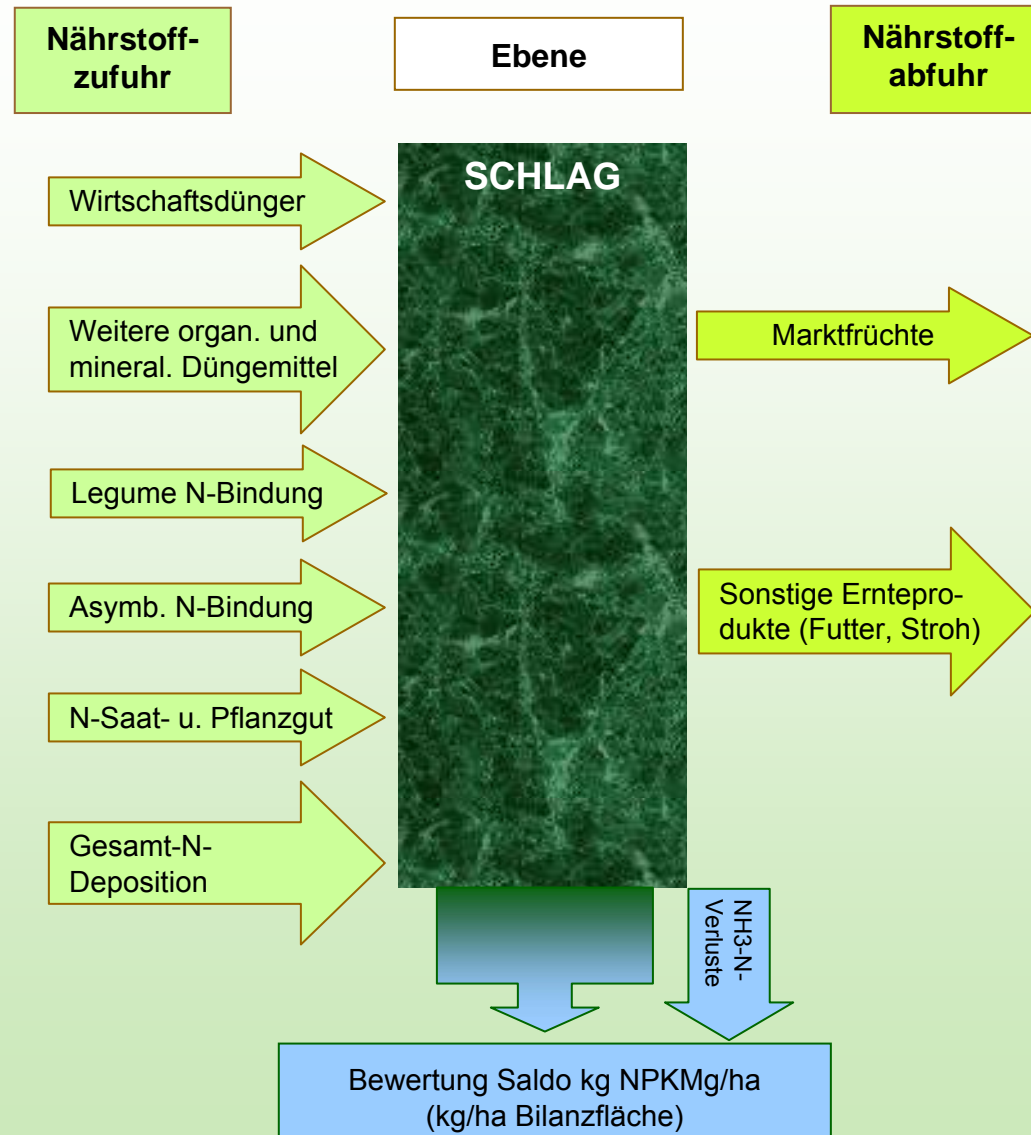 Nährstoff-
zufuhr
Ebene
Nährstoff-
abfuhr
SCHLAG
Wirtschaftsdünger
Weitere organ. und
mineral. Düngemittel
Legume N-Bindung
Asymb. N-Bindung
N-Saat- u. Pflanzgut
Gesamt-N-
Deposition
Marktfrüchte
Sonstige Erntepro-
dukte (Futter, Stroh)
NH3-N-
Verluste
Bewertung Saldo kg NPKMg/ha
(kg/ha Bilanzfläche)